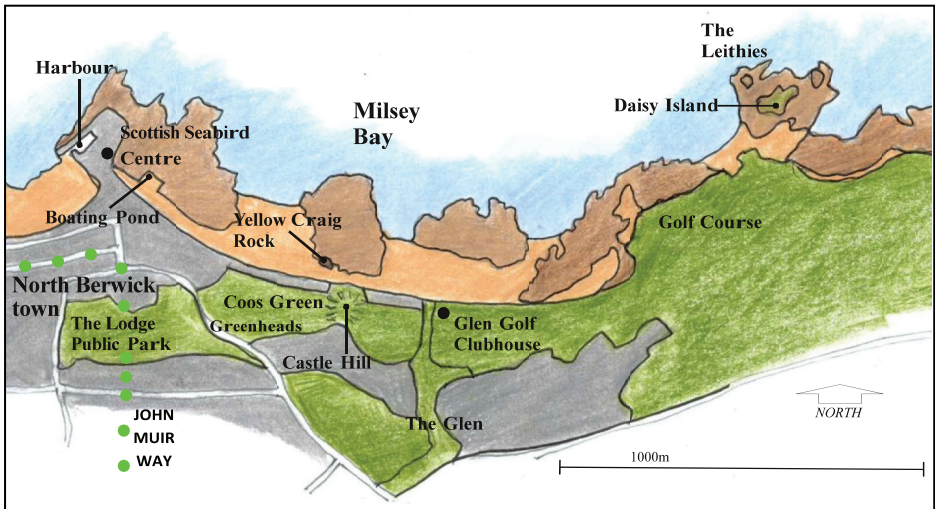 The
Leithies
Harbour
Daisy Island
Milsey
Bay
Scottish Seabird
Centre
Boating Pond
Yellow Craig
Rock
Golf Course
North Berwick
town
Coos Green
Greenheads
The Lodge
Public Park
Glen Golf
Clubhouse
Castle Hill
JOHN
MUIR
WAY
The Glen
NORTH
1000m